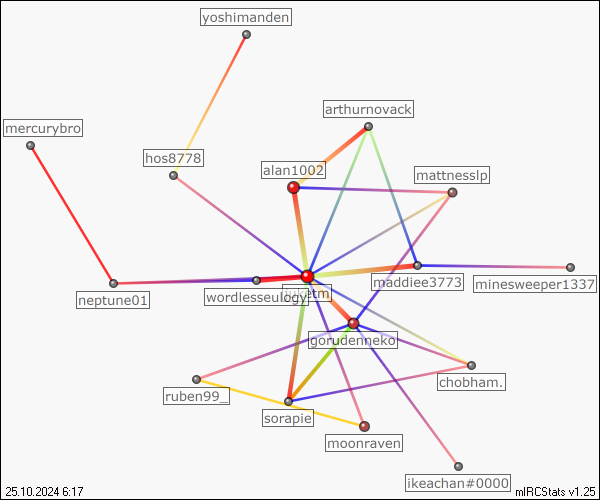 yoshimanden
arthurnovack
mercurybro
hos8778
alan1002
mattnesslp
maddiee3773
minesweeper1337
neptune01
wordlesseulogy
gorudenneko
chobham.
ruben99_
sorapie
moonraven
ikeachan#0000
25.10.2024 6:17
mIRCStats v1.25